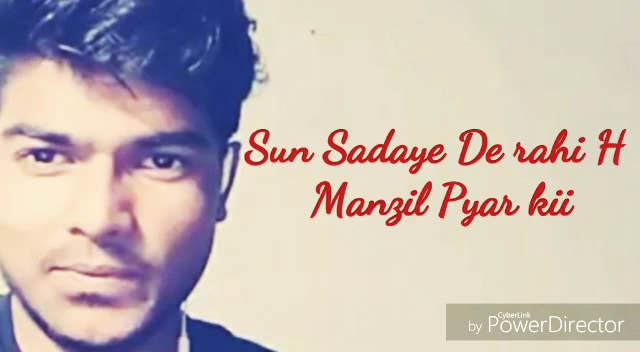 Sun Sadaye De rahi H
Manzil Pyar kii
CyberLink
by PowerDirector